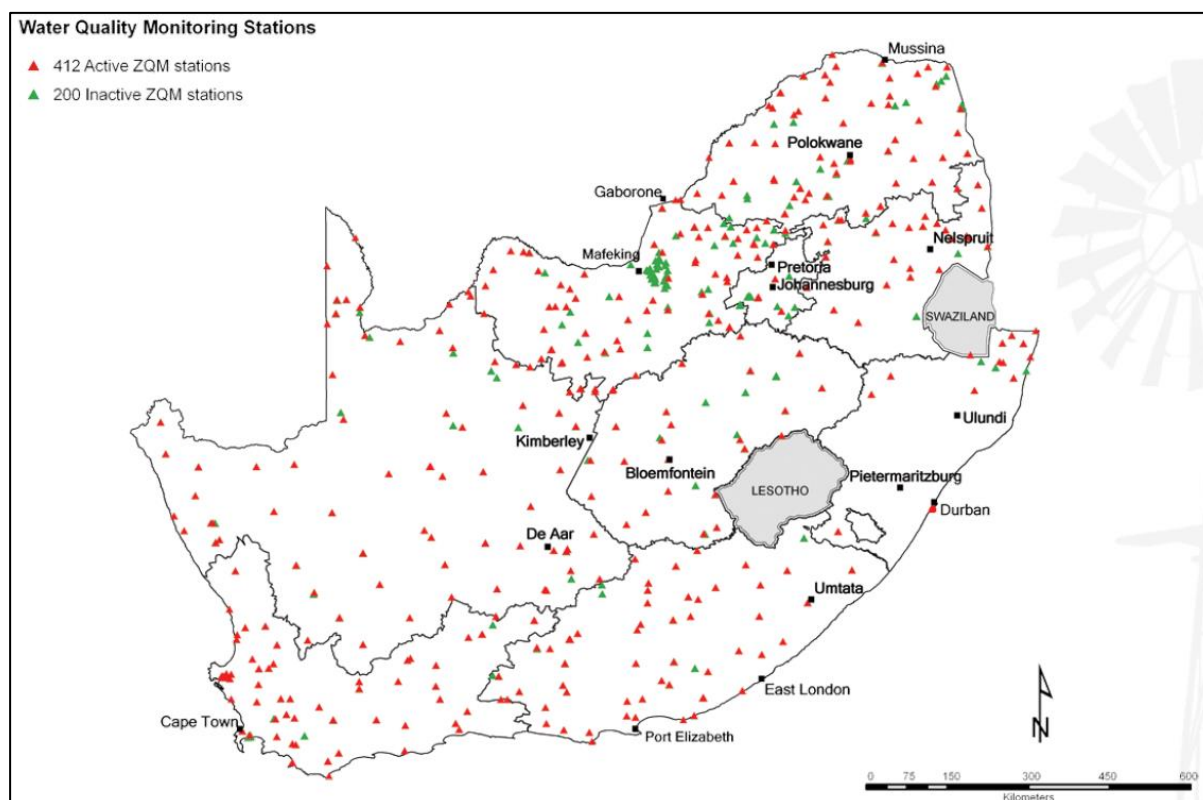 Water Quality Monitoring Stations
412 Active ZQM stations
200 Inactive ZQM stations
Mussina
Polokwane
Gaborone
Nelspruit
Mafeking
Pretoria
Johannesburg
SWAZILAND
Ulundi
Kimberley
Bloemfontein
Pietermaritzburg
LESOTHO
Durban
De Aar
Umtata
East London
Cape Town
Port Elizabeth
N
0 75 150 300 450 600
Kilometers